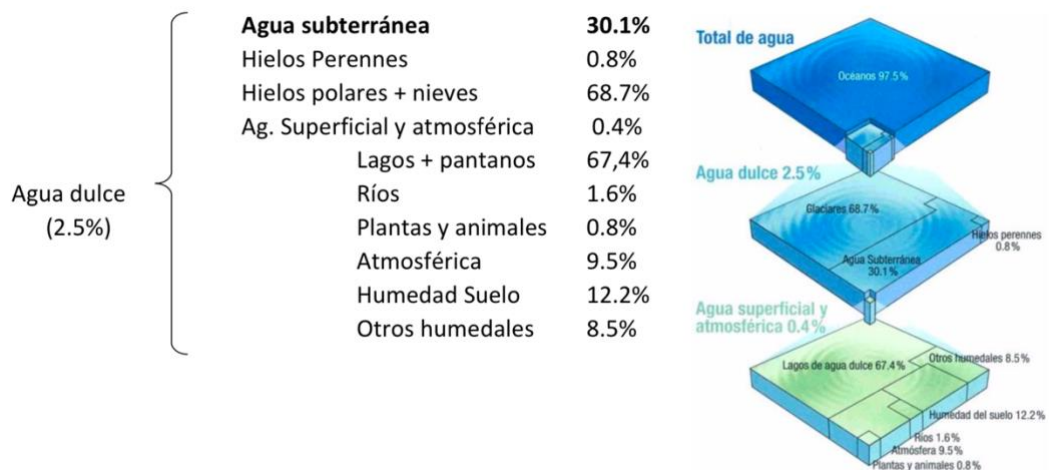 Agua dulce
(2.5%)
Agua subterránea 30.1%
Hielos Perennes 0.8%
Hielos polares + nieves 68.7%
Ag. Superficial y atmosférica 0.4%
Lagos + pantanos 67,4%
Ríos 1.6%
Plantas y animales 0.8%
Atmosférica 9.5%
Humedad Suelo 12.2%
Otros humedales 8.5%
Total de agua
Océanos 97.5%
Agua dulce 2.5%
Glaciares 68.7%
Hielos perennes
0.8%
Agua Subterránea
30.1%
Agua superficial y
atmosférica 0.4%
Lagos de agua dulce 67.4%
Otros humedales 8.5%
Humedad del suelo 12.2%
Ríos 1.6%
Atmósfera 9.5%
Plantas y animales 0.8%